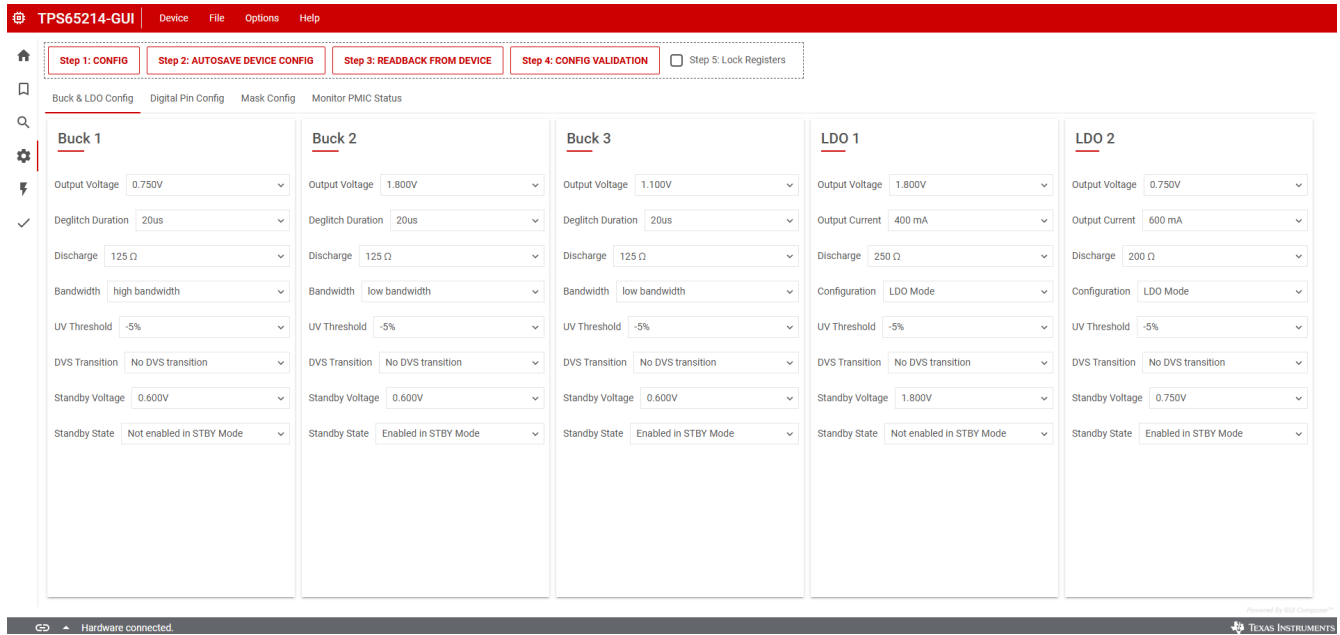 TPS65214-GUI Device File Options Help
Step 1: CONFIG Step 2: AUTOSAVE DEVICE CONFIG Step 3: READBACK FROM DEVICE Step 4: CONFIG VALIDATION Step 5: Lock Registers
Buck & LDO Config Digital Pin Config Mask Config Monitor PMIC Status
Buck 1 Buck 2 Buck 3 LDO 1 LDO 2
Output Voltage 0.750V Output Voltage 1.800V Output Voltage 1.100V Output Voltage 1.800V Output Voltage 0.750V
Deglitch Duration 20us Deglitch Duration 20us Deglitch Duration 20us Output Current 400 mA Output Current 600 mA
Discharge 125 Ω Discharge 125 Ω Discharge 125 Ω Discharge 250 Ω Discharge 200 Ω
Bandwidth high bandwidth Bandwidth low bandwidth Bandwidth low bandwidth Configuration LDO Mode Configuration LDO Mode
UV Threshold -5% UV Threshold -5% UV Threshold -5% UV Threshold -5% UV Threshold -5%
DVS Transition No DVS transition DVS Transition No DVS transition DVS Transition No DVS transition DVS Transition No DVS transition DVS Transition No DVS transition
Standby Voltage 0.600V Standby Voltage 0.600V Standby Voltage 0.600V Standby Voltage 1.800V Standby Voltage 0.750V
Standby State Not enabled in STBY Mode Standby State Enabled in STBY Mode Standby State Enabled in STBY Mode Standby State Not enabled in STBY Mode Standby State Enabled in STBY Mode
Powered By GUI Composer™
Hardware connected. TEXAS INSTRUMENTS